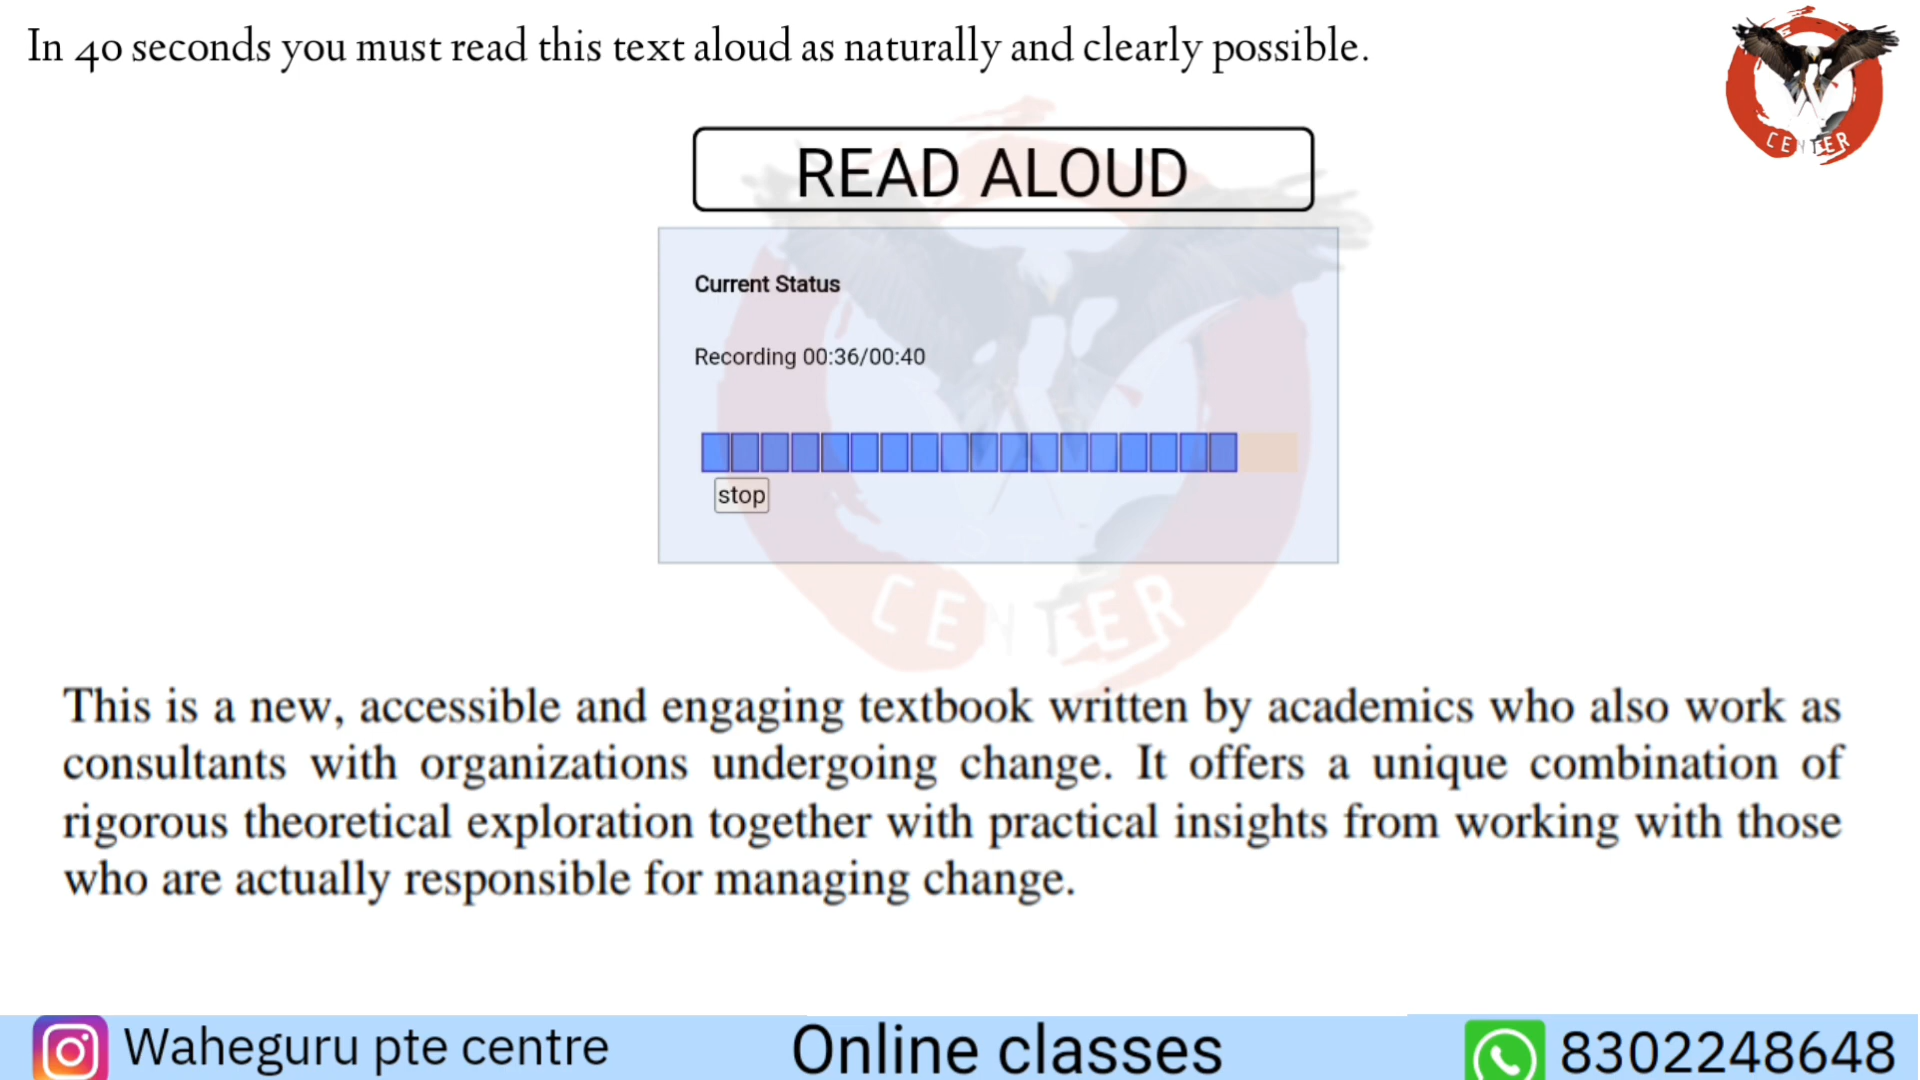 In 40 seconds you must read this text aloud as naturally and clearly possible.
CENTER
READ ALOUD
Current Status
Recording 00:36/00:40
stop
CENTER
This is a new, accessible and engaging textbook written by academics who also work as
consultants with organizations undergoing change. It offers a unique combination of
rigorous theoretical exploration together with practical insights from working with those
who are actually responsible for managing change.
Waheguru pte centre
Online classes
8302248648